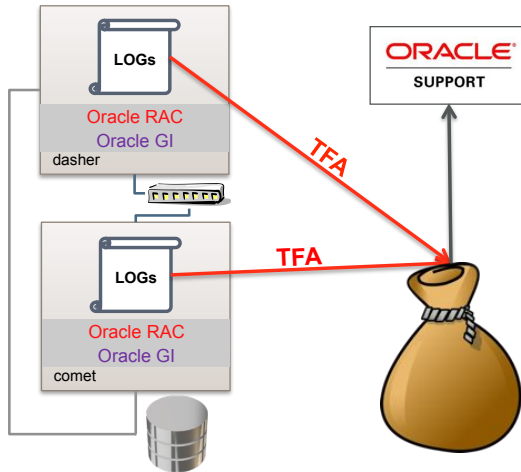 LOGs
Oracle RAC
Oracle GI
dasher
TFA
ORACLE®
SUPPORT
LOGs
TFA
Oracle RAC
Oracle GI
comet